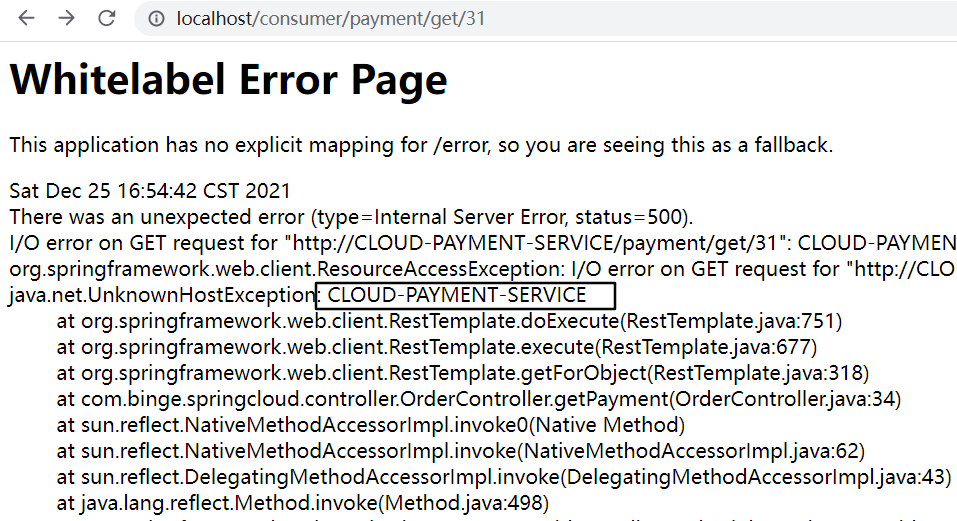 localhost/consumer/payment/get/31
Whitelabel Error Page
This application has no explicit mapping for /error, so you are seeing this as a fallback.
Sat Dec 25 16:54:42 CST 2021
There was an unexpected error (type=Internal Server Error, status=500).
I/O error on GET request for "http://CLOUD-PAYMENT-SERVICE/payment/get/31": CLOUD-PAYMEN
org.springframework.web.client.ResourceAccessException: I/O error on GET request for "http://CLO
java.net.UnknownHostException: CLOUD-PAYMENT-SERVICE
at org.springframework.web.client.RestTemplate.doExecute(RestTemplate.java:751)
at org.springframework.web.client.RestTemplate.execute(RestTemplate.java:677)
at org.springframework.web.client.RestTemplate.getForObject(RestTemplate.java:318)
at com.binge.springcloud.controller.OrderController.getPayment(OrderController.java:34)
at sun.reflect.NativeMethodAccessorImpl.invoke0(Native Method)
at sun.reflect.NativeMethodAccessorImpl.invoke(NativeMethodAccessorImpl.java:62)
at sun.reflect.DelegatingMethodAccessorImpl.invoke(DelegatingMethodAccessorImpl.java:43)
at java.lang.reflect.Method.invoke(Method.java:498)